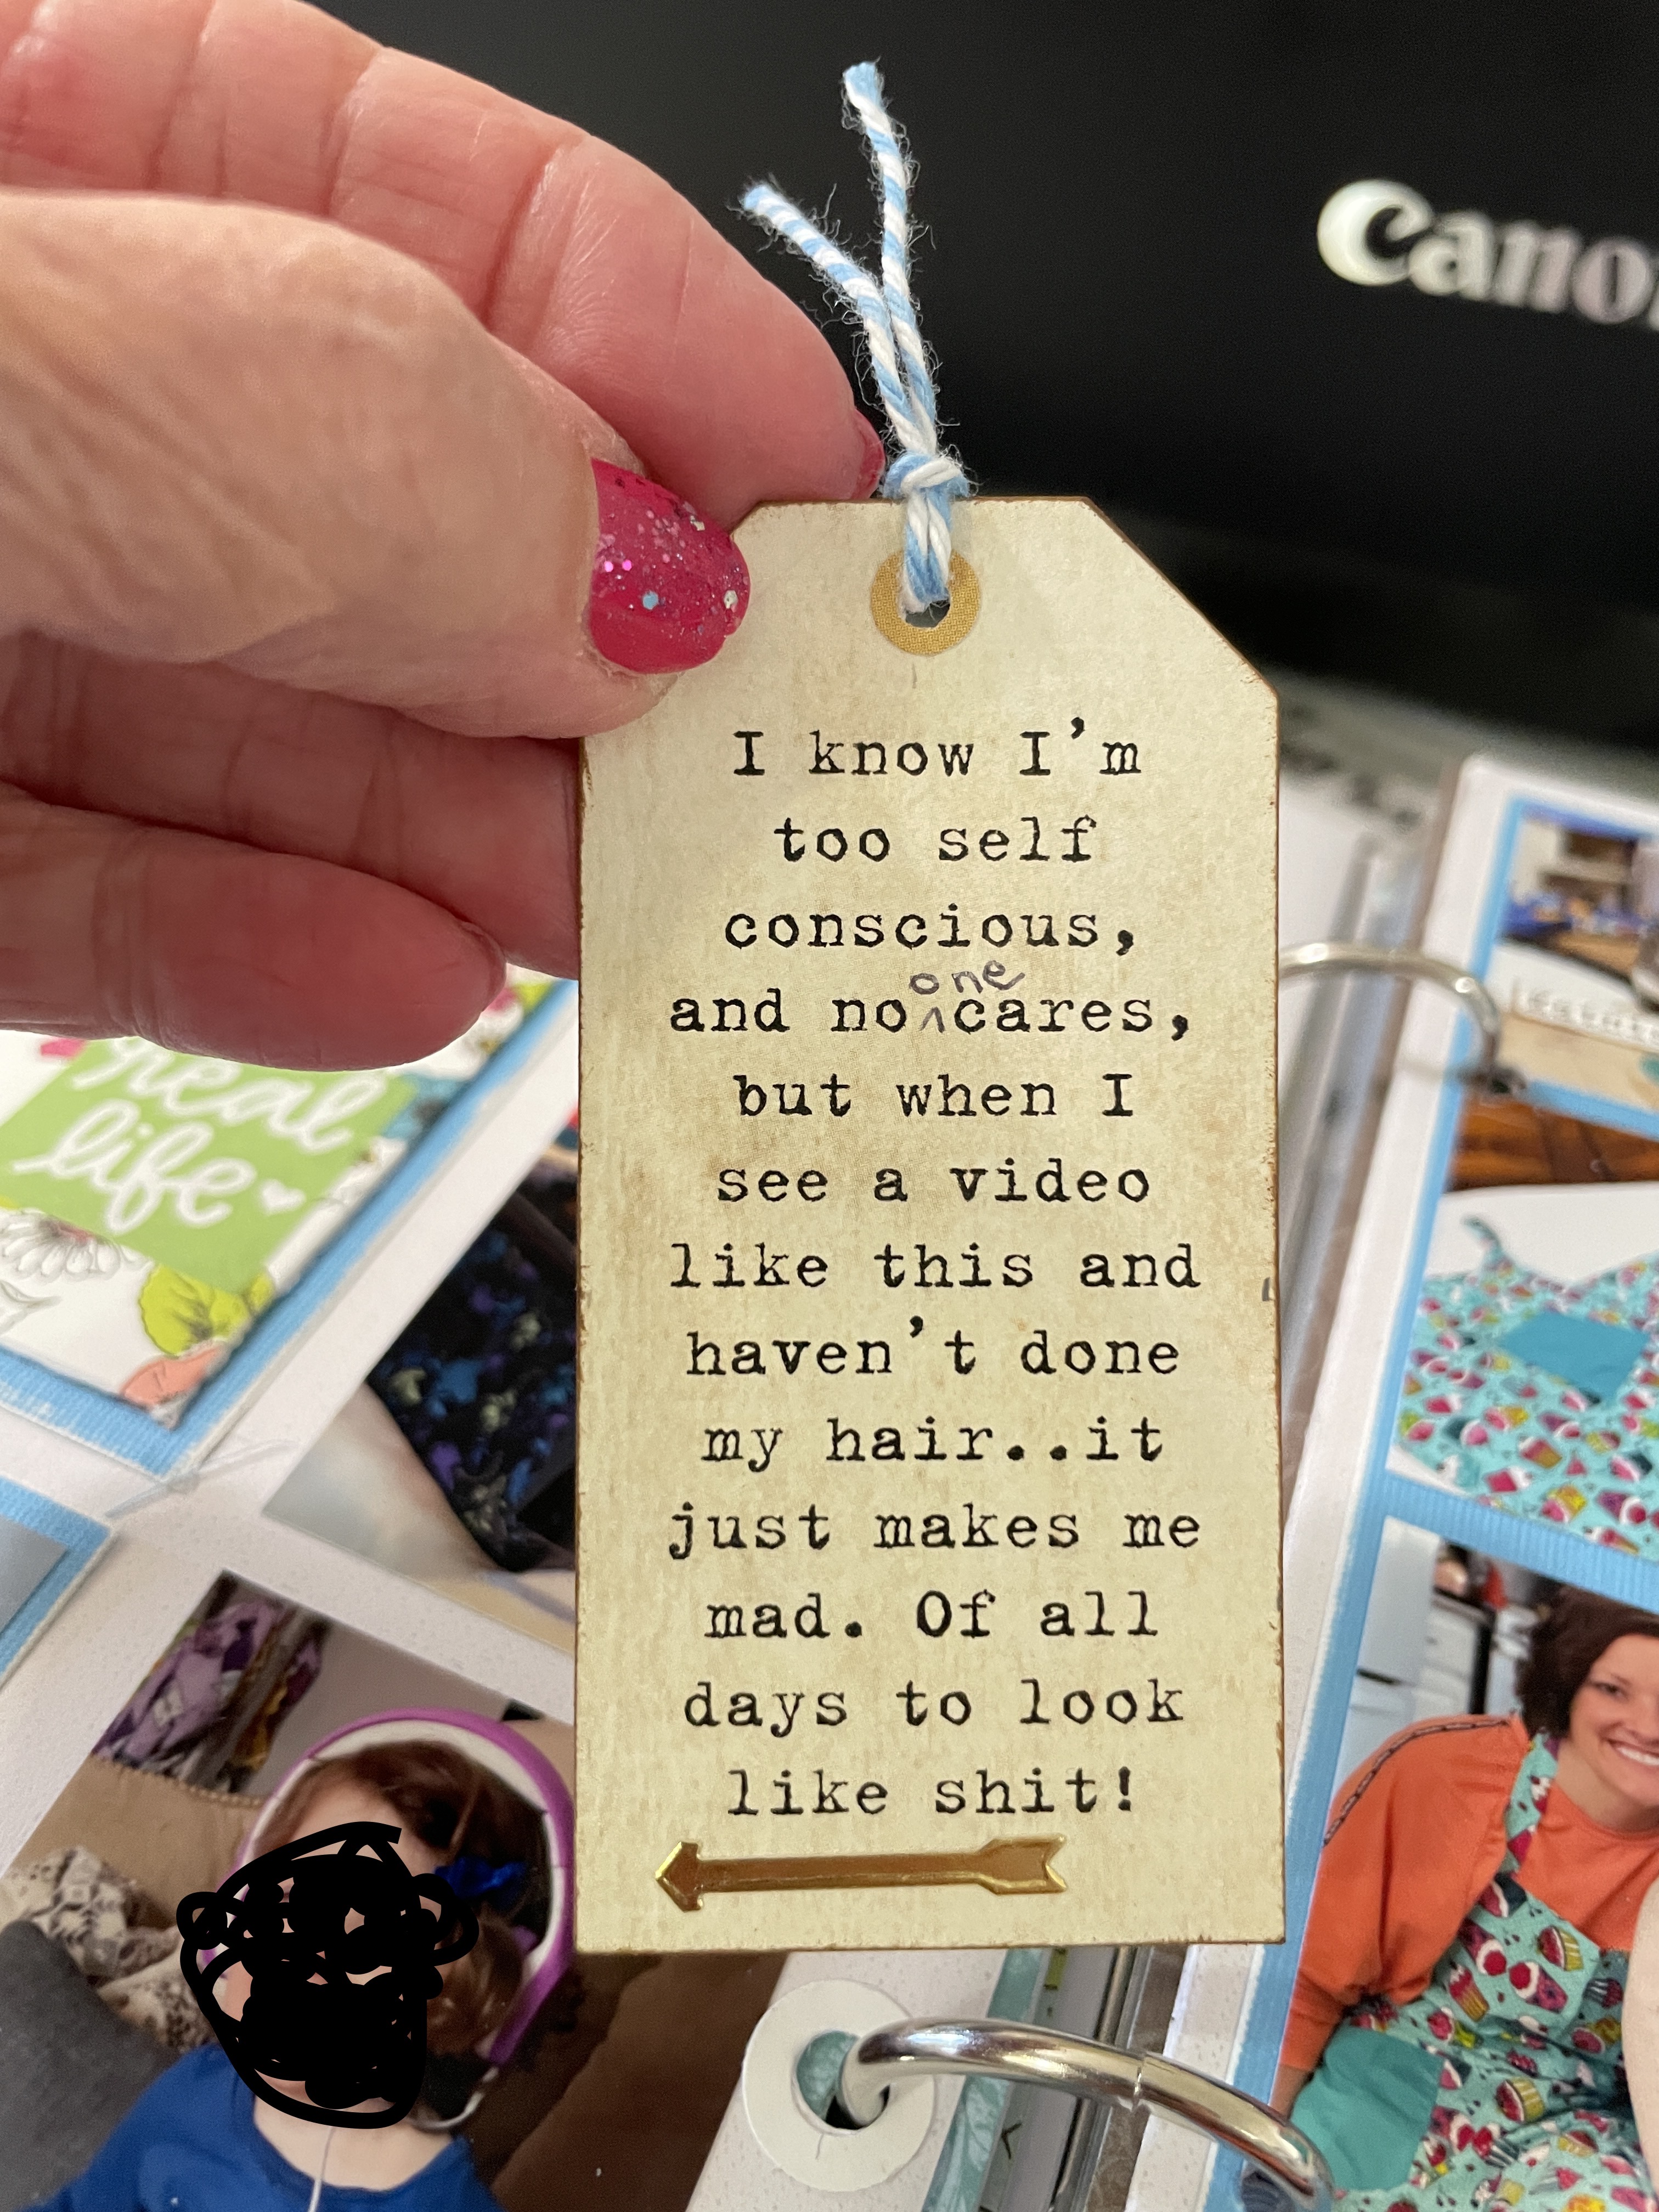 Cano
I know I'm
too self
conscious,
one
and no^cares,
but when I
see a video
like this and
haven't done
my hair..it
just makes me
mad. Of all
days to look
like shit!
real
life